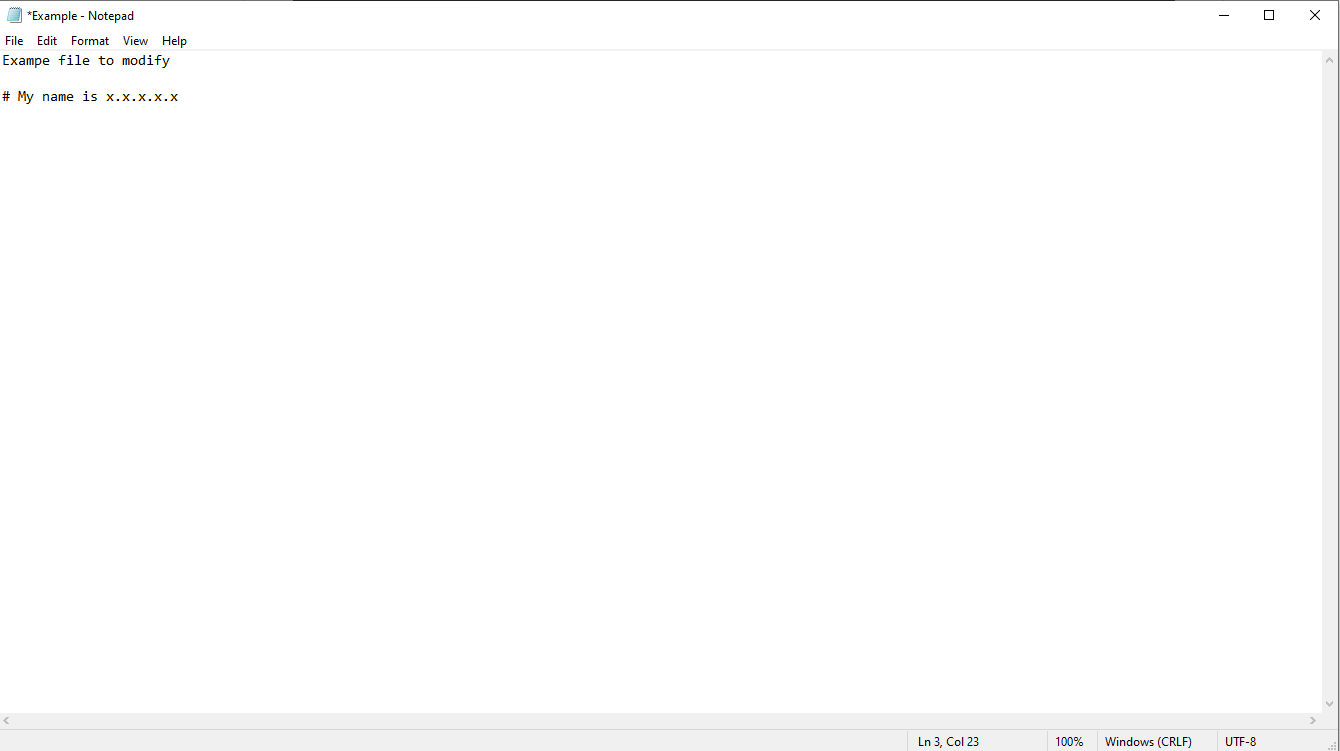 *Example - Notepad
File Edit Format View Help
Exampe file to modify
# My name is x.x.x.x.x
Ln 3, Col 23 100% Windows (CRLF) UTF-8